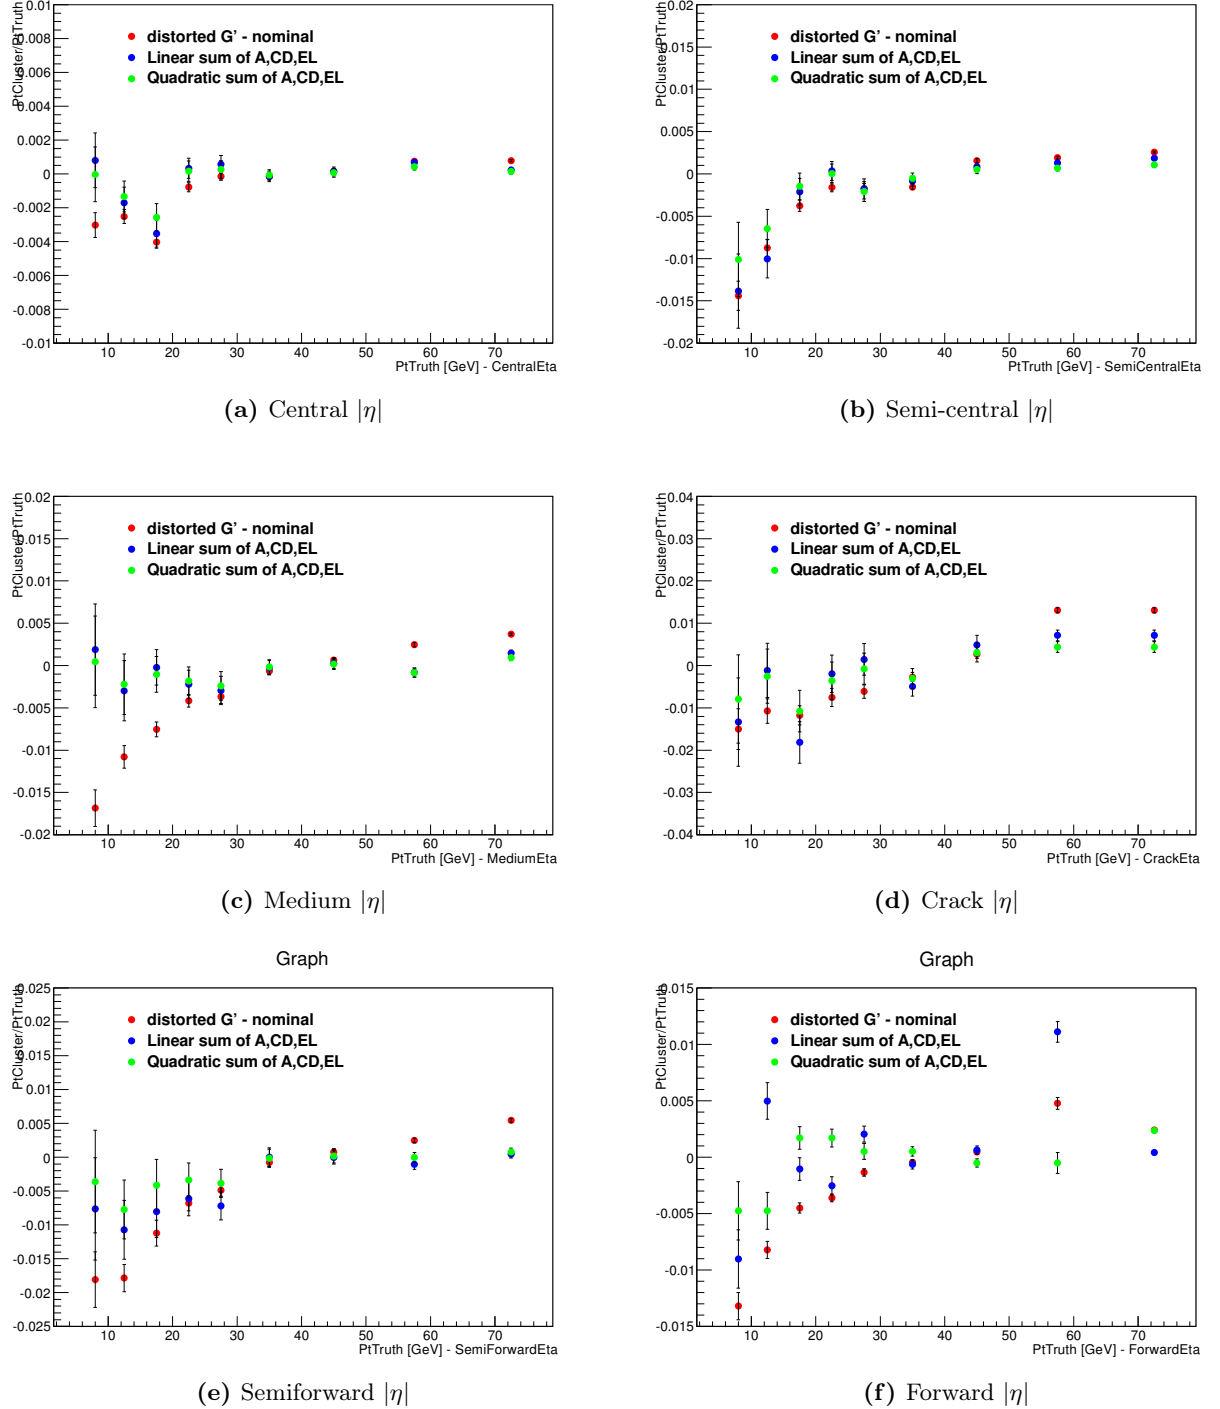 0.01
0.008
0.006
0.004
0.002
0
-0.002
-0.004
-0.006
-0.008
-0.01
PtCluster/PtTruth
distorted G' - nominal
Linear sum of A,CD,EL
Quadratic sum of A,CD,EL
10 20 30 40 50 60 70
PtTruth [GeV] - CentralEta
(a) Central |η|
0.02
0.015
0.01
0.005
0
-0.005
-0.01
-0.015
-0.02
PtCluster/PtTruth
distorted G' - nominal
Linear sum of A,CD,EL
Quadratic sum of A,CD,EL
10 20 30 40 50 60 70
PtTruth [GeV] - SemiCentralEta
(b) Semi-central |η|
0.02
0.015
0.01
0.005
0
-0.005
-0.01
-0.015
-0.02
PtCluster/PtTruth
distorted G' - nominal
Linear sum of A,CD,EL
Quadratic sum of A,CD,EL
10 20 30 40 50 60 70
PtTruth [GeV] - MediumEta
(c) Medium |η|
0.04
0.03
0.02
0.01
0
-0.01
-0.02
-0.03
-0.04
PtCluster/PtTruth
distorted G' - nominal
Linear sum of A,CD,EL
Quadratic sum of A,CD,EL
10 20 30 40 50 60 70
PtTruth [GeV] - CrackEta
(d) Crack |η|
Graph
0.025
0.02
0.015
0.01
0.005
0
-0.005
-0.01
-0.015
-0.02
-0.025
PtCluster/PtTruth
distorted G' - nominal
Linear sum of A,CD,EL
Quadratic sum of A,CD,EL
10 20 30 40 50 60 70
PtTruth [GeV] - SemiForwardEta
(e) Semiforward |η|
Graph
0.015
0.01
0.005
0
-0.005
-0.01
-0.015
PtCluster/PtTruth
distorted G' - nominal
Linear sum of A,CD,EL
Quadratic sum of A,CD,EL
10 20 30 40 50 60 70
PtTruth [GeV] - ForwardEta
(f) Forward |η|